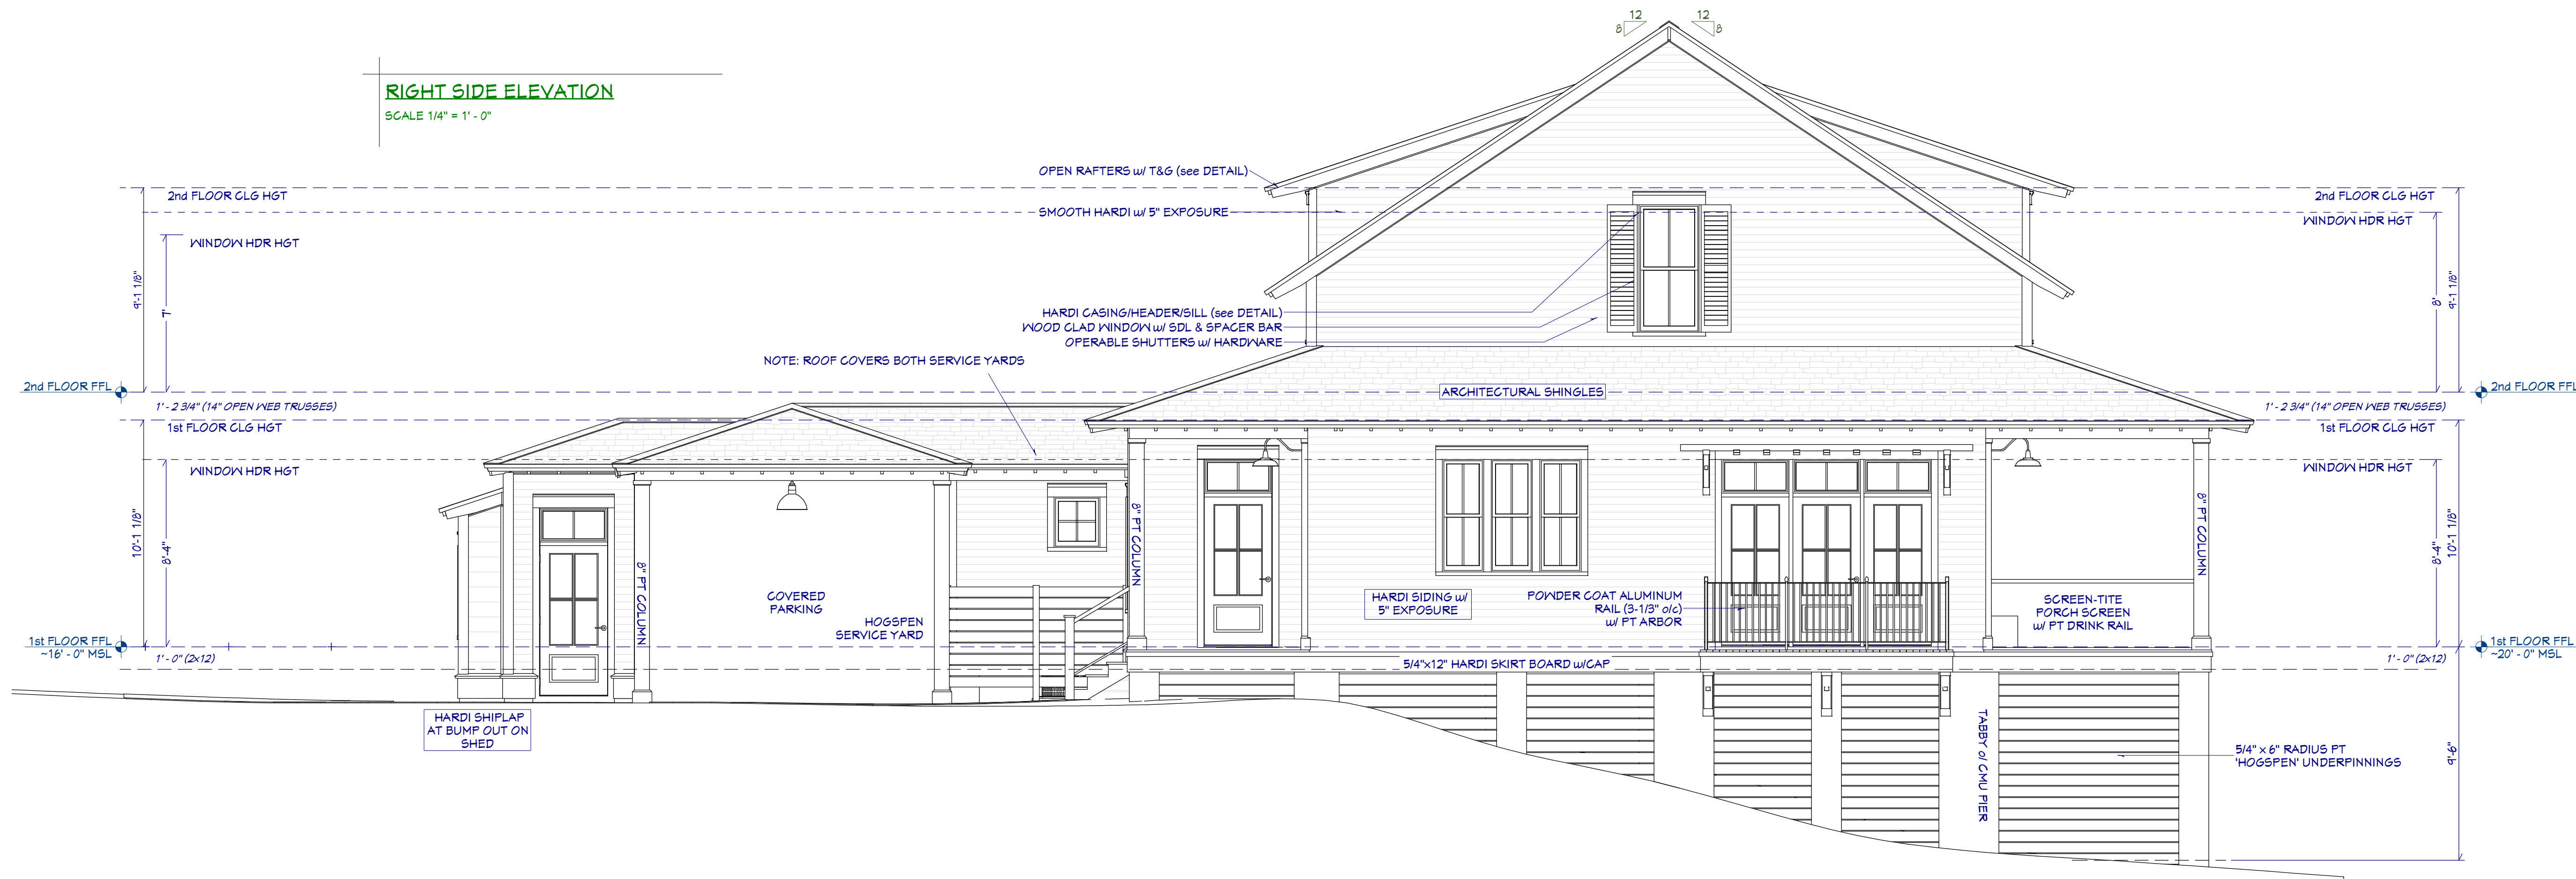 12
12
8
8
RIGHT SIDE ELEVATION
SCALE 1/4" = 1' - 0"
OPEN RAFTERS w/ T&G (see DETAIL)
2nd FLOOR CLG HGT
2nd FLOOR CLG HGT
SMOOTH HARDI w/ 5" EXPOSURE
WINDOW HDR HGT
WINDOW HDR HGT
9'-1 1/8"
7'
8'
9'-1 1/8"
HARDI CASING/HEADER/SILL (see DETAIL)
WOOD CLAD WINDOW w/ SDL & SPACER BAR
OPERABLE SHUTTERS w/ HARDWARE
NOTE: ROOF COVERS BOTH SERVICE YARDS
2nd FLOOR FFL
ARCHITECTURAL SHINGLES
2nd FLOOR FFL
1' - 2 3/4" (14" OPEN WEB TRUSSES)
1' - 2 3/4" (14" OPEN WEB TRUSSES)
1st FLOOR CLG HGT
1st FLOOR CLG HGT
WINDOW HDR HGT
WINDOW HDR HGT
10'-1 1/8"
8'-4"
8" PT COLUMN
8" PT COLUMN
8" PT COLUMN
8'-4"
10'-1 1/8"
COVERED
PARKING
HOGSPEN
SERVICE YARD
HARDI SIDING w/
5" EXPOSURE
POWDER COAT ALUMINUM
RAIL (3-1/3" o/c)
w/ PT ARBOR
SCREEN-TITE
PORCH SCREEN
w/ PT DRINK RAIL
1st FLOOR FFL
~16' - 0" MSL
1st FLOOR FFL
~20' - 0" MSL
1' - 0" (2x12)
5/4"x12" HARDI SKIRT BOARD w/CAP
1' - 0" (2x12)
HARDI SHIPLAP
AT BUMP OUT ON
SHED
TABBY o/ CMU PIER
5/4" x 6" RADIUS PT
'HOGSPEN' UNDERPINNINGS
9'-6"